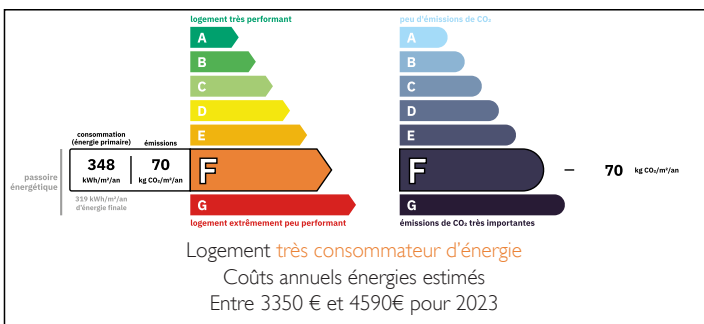 logement très performant
peu d'émissions de CO₂
A
A
B
B
C
C
D
D
consommation
(énergie primaire)
émissions
E
E
passoire
énergétique
348
kWh/m²/an
70
kg CO₂/m²/an
F
F
70 kg CO₂/m²/an
319 kWh/m²/an
d'énergie finale
G
G
logement extrêmement peu performant
émissions de CO₂ très importantes
Logement très consommateur d'énergie
Coûts annuels énergies estimés
Entre 3350 € et 4590€ pour 2023